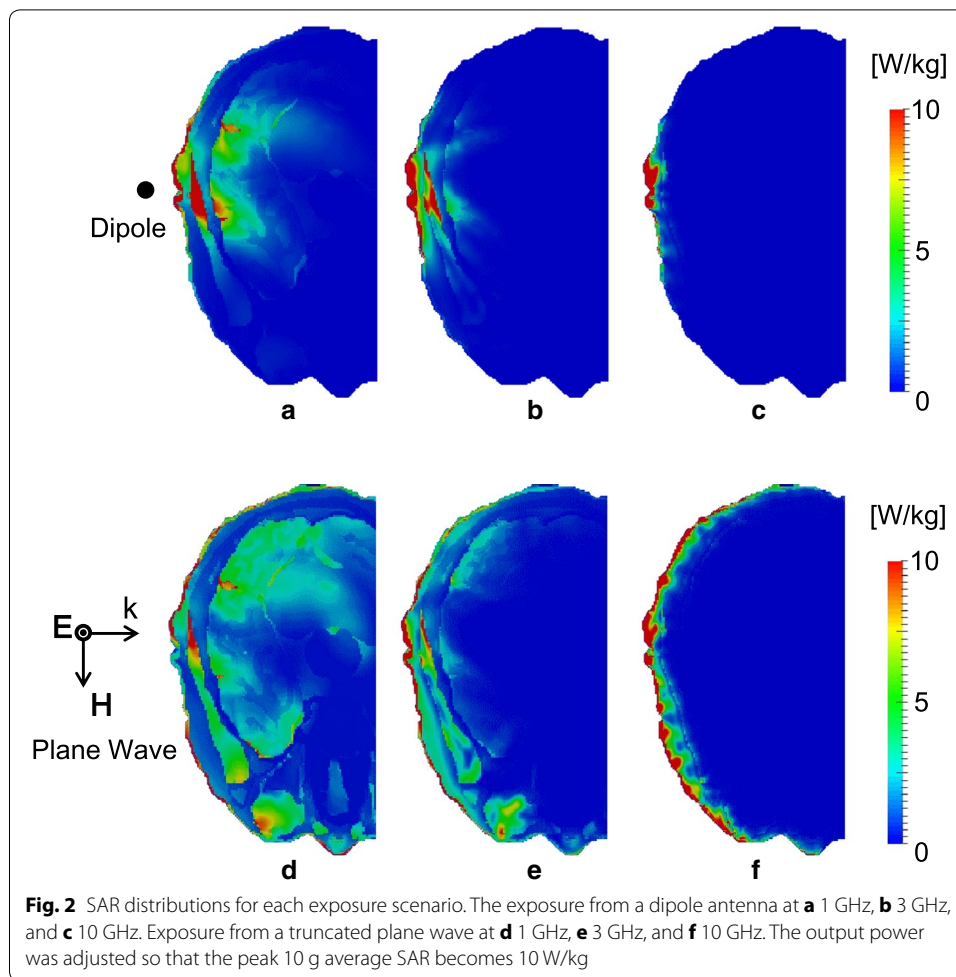 [W/kg]
10
5
0
Dipole
a
b
c
[W/kg]
10
5
0
E
k
H
Plane Wave
d
e
f
Fig. 2 SAR distributions for each exposure scenario. The exposure from a dipole antenna at a 1 GHz, b 3 GHz,
and c 10 GHz. Exposure from a truncated plane wave at d 1 GHz, e 3 GHz, and f 10 GHz. The output power
was adjusted so that the peak 10 g average SAR becomes 10 W/kg